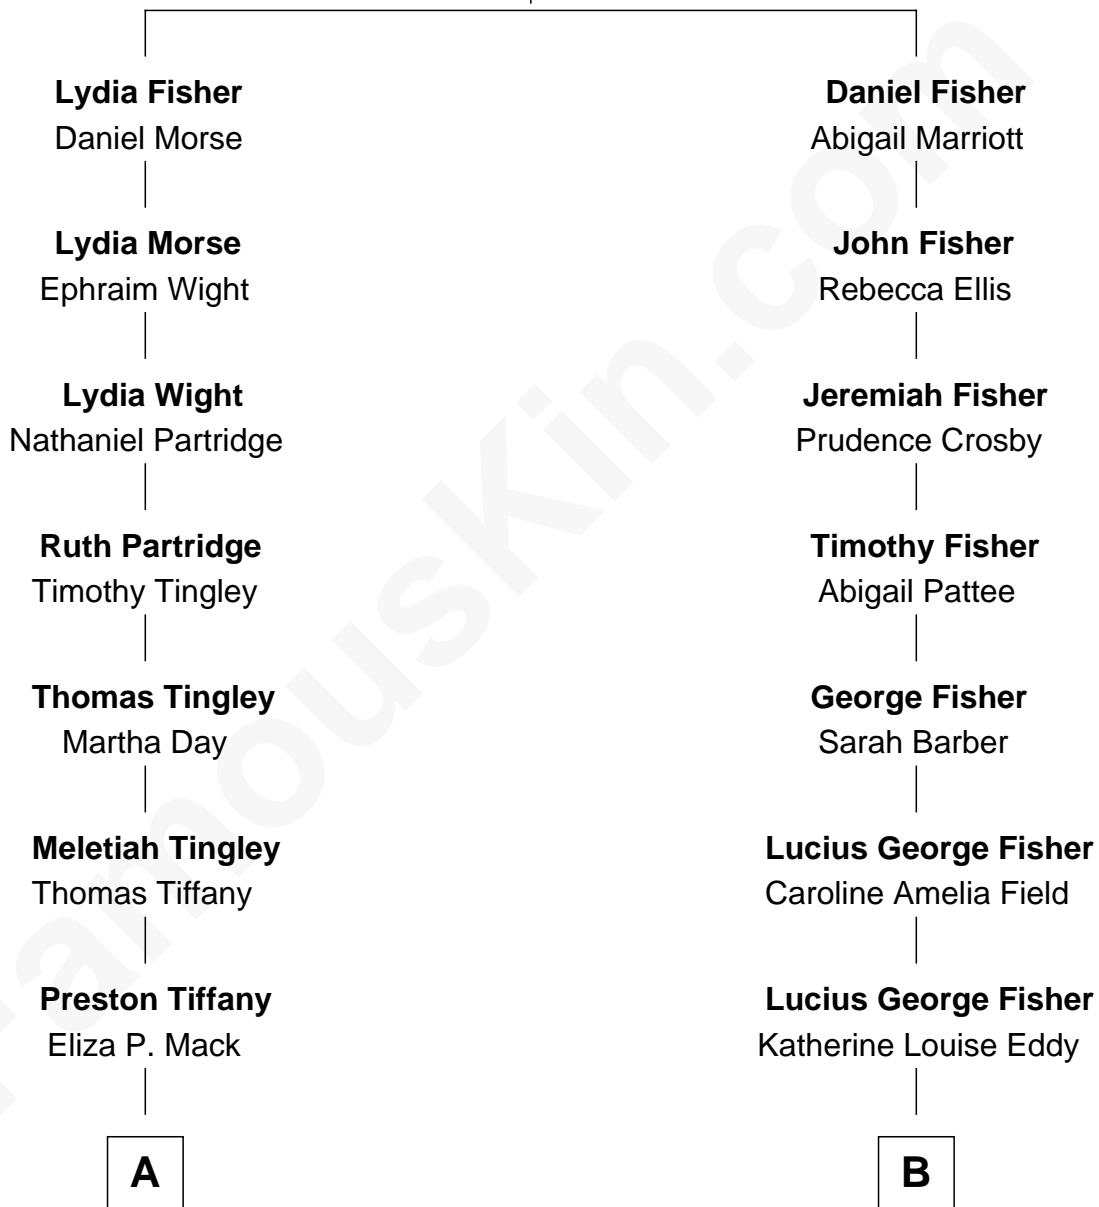 Lydia Fisher
Daniel Morse
Lydia Morse
Ephraim Wight
Lydia Wight
Nathaniel Partridge
Ruth Partridge
Timothy Tingley
Thomas Tingley
Martha Day
Meletiah Tingley
Thomas Tiffany
Preston Tiffany
Eliza P. Mack
A
Daniel Fisher
Abigail Marriott
John Fisher
Rebecca Ellis
Jeremiah Fisher
Prudence Crosby
Timothy Fisher
Abigail Pattee
George Fisher
Sarah Barber
Lucius George Fisher
Caroline Amelia Field
Lucius George Fisher
Katherine Louise Eddy
B
FamousKin.com